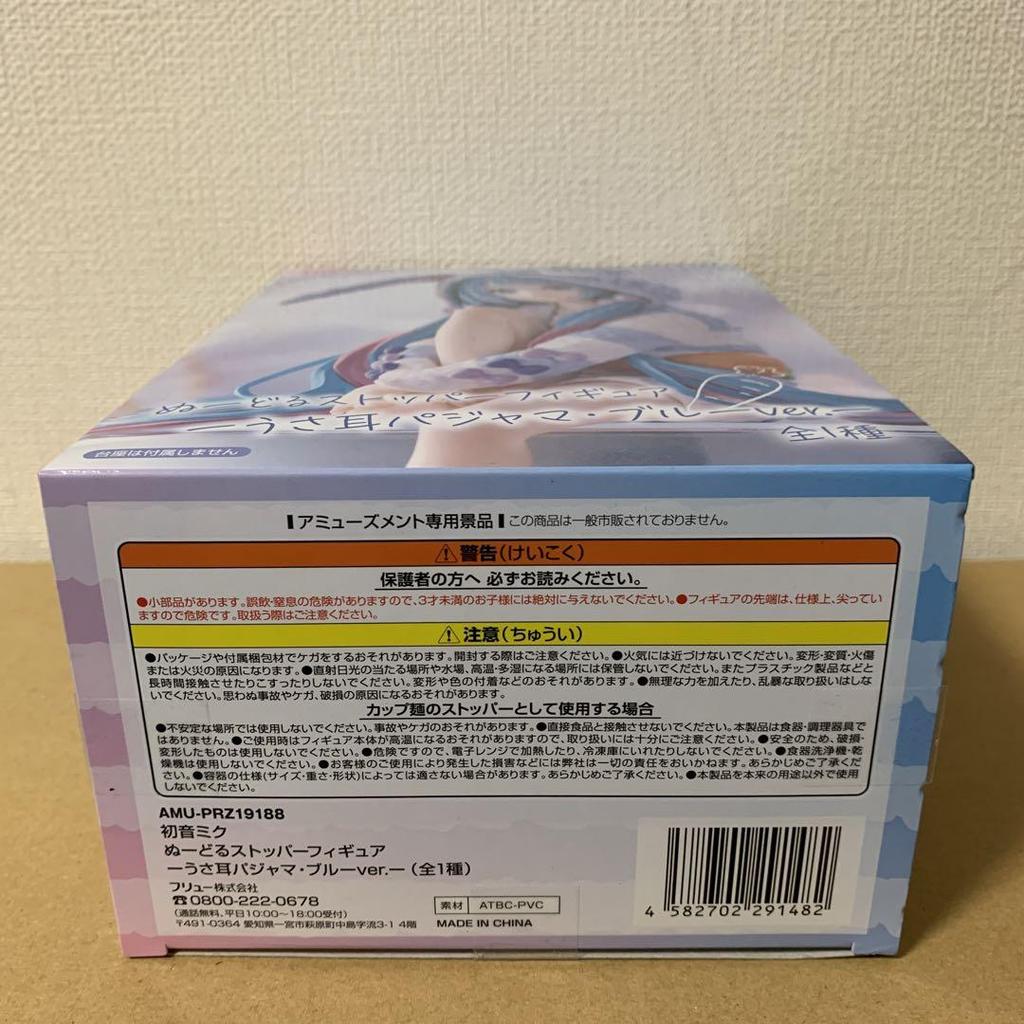 ぬーどるストッパーフィギュア
ーうさ耳パジャマ・ブルーver.ー
全1種
台座は付属しません
アミューズメント専用景品 この商品は一般市販されておりません。
警告(けいこく)
保護者の方へ 必ずお読みください。
●小部品があります。誤飲・窒息の危険がありますので、3才未満のお子様には絶対に与えないでください。●フィギュアの先端は、仕様上、尖ってい
ますので危険です。取扱う際はご注意ください。
注意(ちゅうい)
●パッケージや付属梱包材でケガをするおそれがあります。開封する際はご注意ください。●火気には近づけないでください。変形・変質・火傷
または火災の原因になります。●直射日光の当たる場所や水場、高温・多湿になる場所には保管しないでください。またプラスチック製品などと
長時間接触させたりこすったりしないでください。変形や色の付着などのおそれがあります。●無理な力を加えたり、乱暴な取り扱いはしな
いでください。思わぬ事故やケガ、破損の原因になるおそれがあります。
カップ麺のストッパーとして使用する場合
●不安定な場所では使用しないでください。事故やケガのおそれがあります。●直接食品と接触させないでください。本製品は食器・調理器具で
はありません。●ご使用時はフィギュア本体が高温になるおそれがありますので、取り扱いには十分にご注意ください。●安全のため、破損・
変形したものは使用しないでください。●危険ですので、電子レンジで加熱したり、冷凍庫にいれたりしないでください。●食器洗浄機・乾
燥機は使用しないでください。●お客様のご使用により発生した損害などには弊社は一切の責任をおいかねます。あらかじめご了承くださ
い。●容器の仕様(サイズ・重さ・形状)によっては適さない場合があります。あらかじめご了承ください。●本製品を本来の用途以外で使用
しないでください。
AMU-PRZ19188
初音ミク
ぬーどるストッパーフィギュア
ーうさ耳パジャマ・ブルーver.ー(全1種)
フリュー株式会社
☎0800-222-0678
(通話無料、平日10:00〜18:00受付)
〒491-0364 愛知県一宮市萩原町中島字流3-1 4階
素材 ATBC-PVC
MADE IN CHINA
4 582702 291482